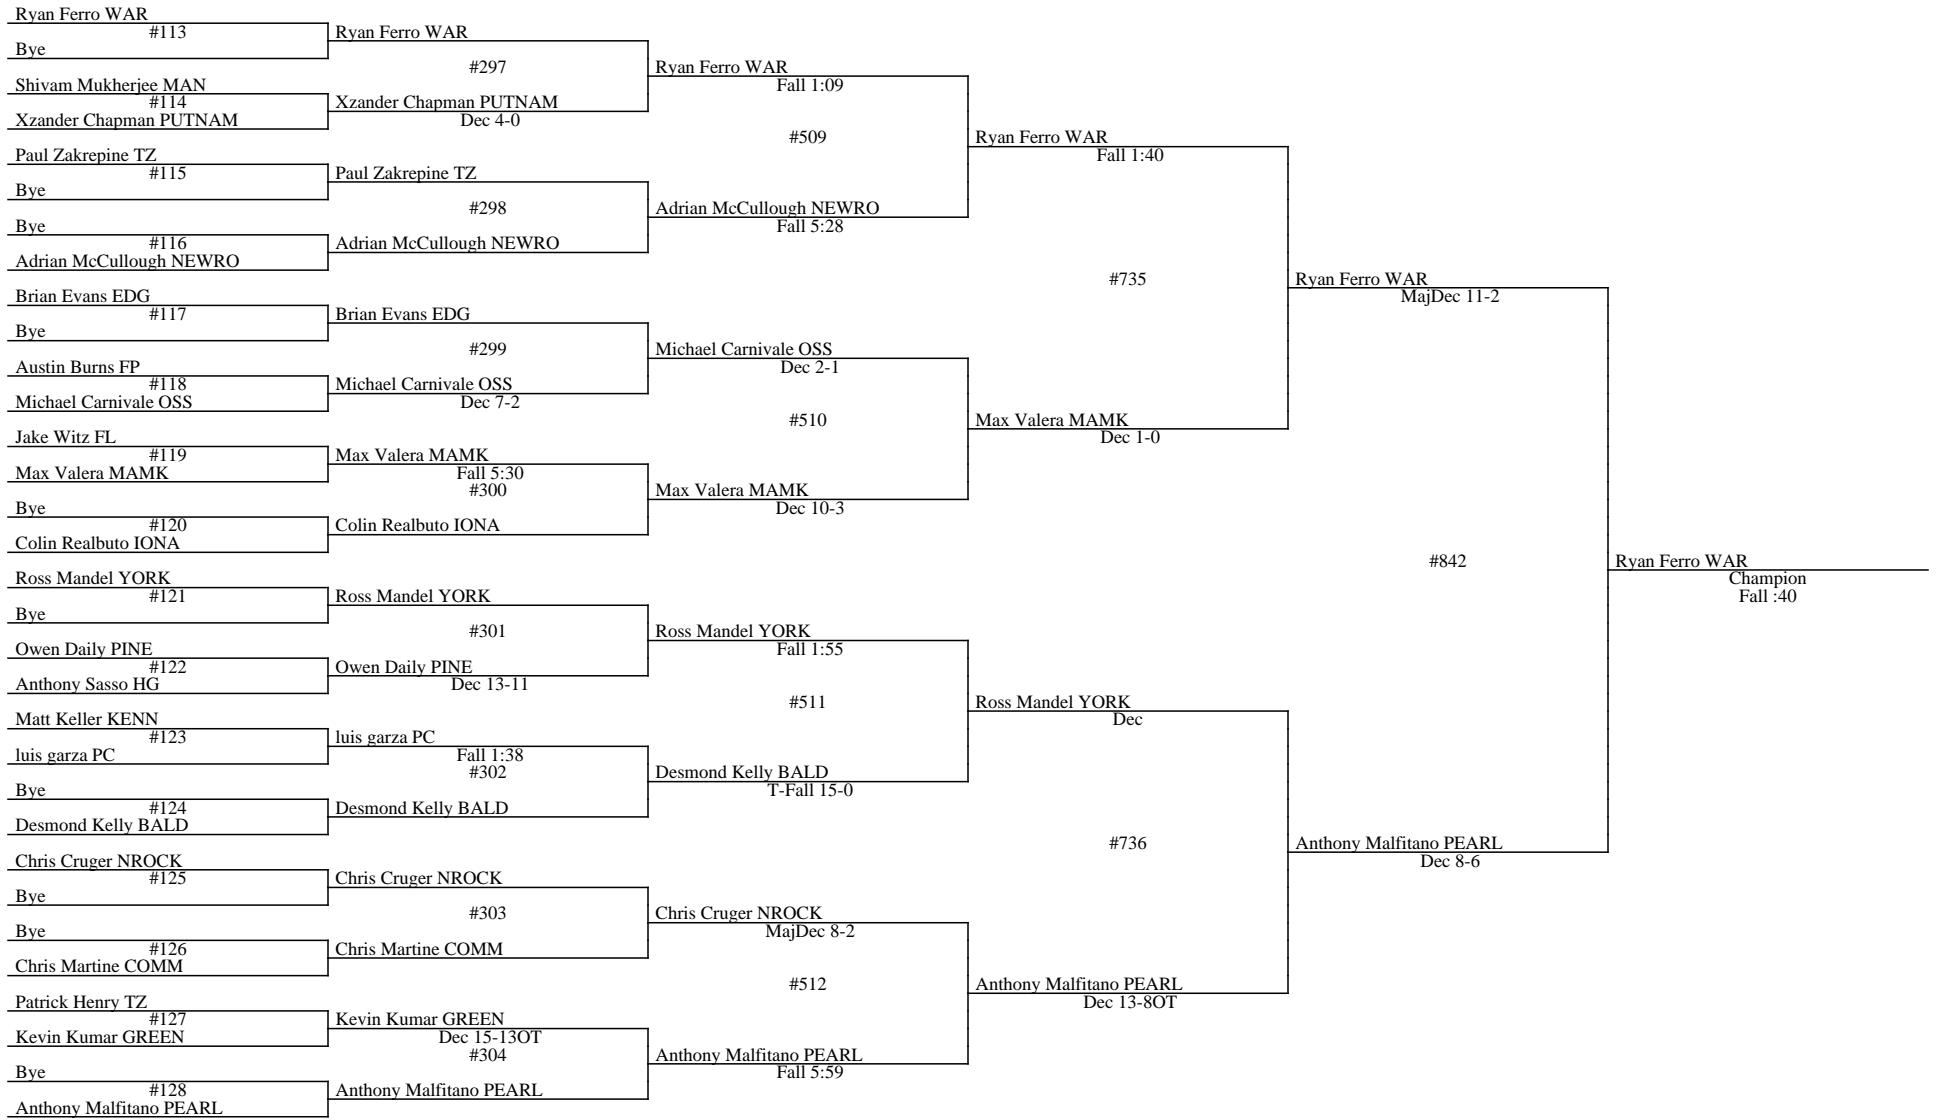 Ryan Ferro WAR
#113
Bye
Shivam Mukherjee MAN
#114
Xzander Chapman PUTNAM
Paul Zakrepine TZ
#115
Bye
Bye
#116
Adrian McCullough NEWRO
Brian Evans EDG
#117
Bye
Austin Burns FP
#118
Michael Carnivale OSS
Jake Witz FL
#119
Max Valera MAMK
Bye
#120
Colin Realbuto IONA
Ross Mandel YORK
#121
Bye
Owen Daily PINE
#122
Anthony Sasso HG
Matt Keller KENN
#123
luis garza PC
Bye
#124
Desmond Kelly BALD
Chris Cruger NROCK
#125
Bye
Bye
#126
Chris Martine COMM
Patrick Henry TZ
#127
Kevin Kumar GREEN
Bye
#128
Anthony Malfitano PEARL
Ryan Ferro WAR
#297
Xzander Chapman PUTNAM
Dec 4-0
Paul Zakrepine TZ
#298
Adrian McCullough NEWRO
Brian Evans EDG
#299
Michael Carnivale OSS
Dec 7-2
Max Valera MAMK
Fall 5:30
#300
Colin Realbuto IONA
Ross Mandel YORK
#301
Owen Daily PINE
Dec 13-11
luis garza PC
Fall 1:38
#302
Desmond Kelly BALD
Chris Cruger NROCK
#303
Chris Martine COMM
Kevin Kumar GREEN
Dec 15-13OT
#304
Anthony Malfitano PEARL
Ryan Ferro WAR
Fall 1:09
#509
Adrian McCullough NEWRO
Fall 5:28
Michael Carnivale OSS
Dec 2-1
#510
Max Valera MAMK
Dec 10-3
Ross Mandel YORK
Fall 1:55
#511
Desmond Kelly BALD
T-Fall 15-0
Chris Cruger NROCK
MajDec 8-2
#512
Anthony Malfitano PEARL
Fall 5:59
Ryan Ferro WAR
Fall 1:40
#735
Max Valera MAMK
Dec 1-0
Ross Mandel YORK
Dec
#736
Anthony Malfitano PEARL
Dec 13-8OT
Ryan Ferro WAR
MajDec 11-2
#842
Anthony Malfitano PEARL
Dec 8-6
Ryan Ferro WAR
Champion
Fall :40